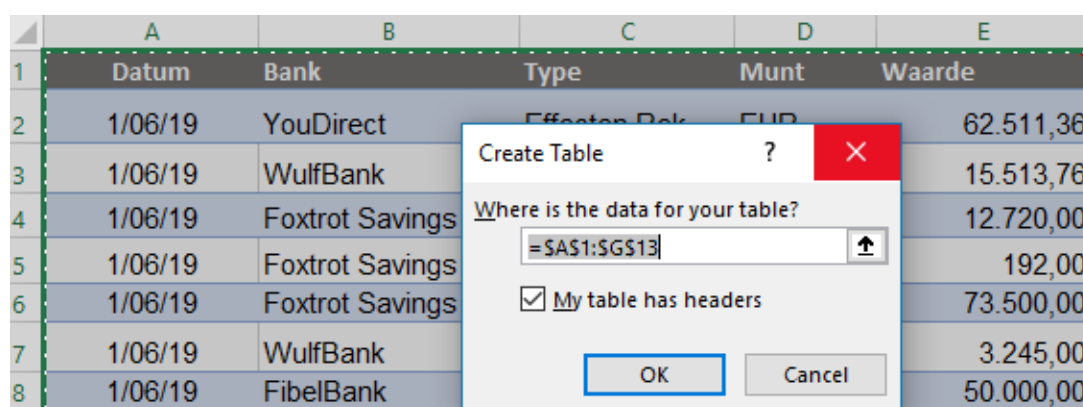 A B C D E
1 Datum Bank Type Munt Waarde
2 1/06/19 YouDirect Effecten Rek EUR 62.511,36
Create Table ? ×
3 1/06/19 WulfBank 15.513,76
Where is the data for your table?
4 1/06/19 Foxtrot Savings 12.720,00
=$A$1:$G$13
5 1/06/19 Foxtrot Savings 192,00
6 1/06/19 Foxtrot Savings 73.500,00
My table has headers
7 1/06/19 WulfBank 3.245,00
OK Cancel
8 1/06/19 FibelBank 50.000,00